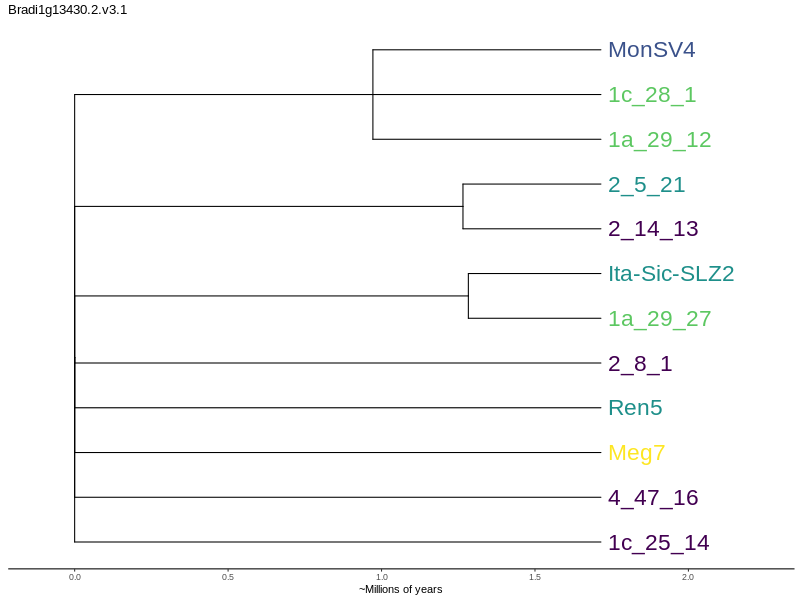 Bradi1g13430.2.v3.1
MonSV4
1c_28_1
1a_29_12
2_5_21
2_14_13
Ita-Sic-SLZ2
1a_29_27
2_8_1
Ren5
Meg7
4_47_16
1c_25_14
0.0 0.5 1.0 1.5 2.0
~Millions of years